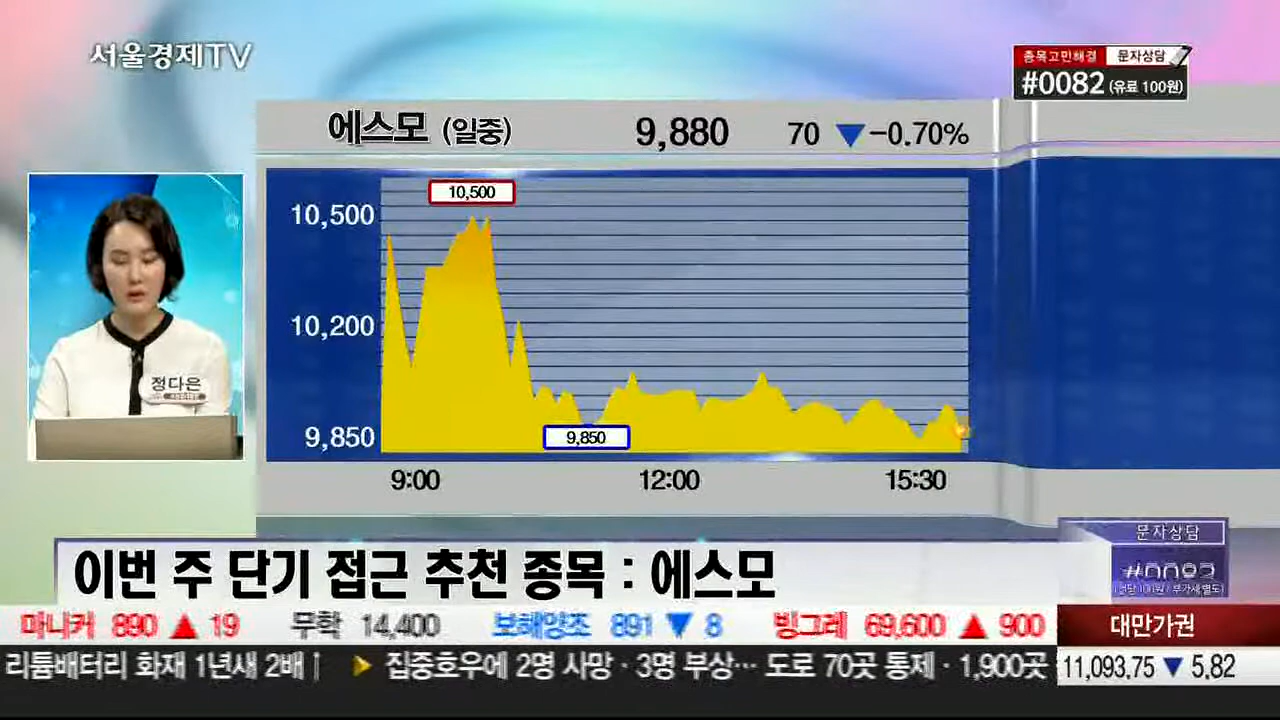 서울경제TV
종목고민해결 문자상담
#0082 (유료 100원)
에스모 (일중) 9,880 70 ▼-0.70%
10,500
10,500
10,200
9,850
9,850
9:00 12:00 15:30
정다은
이번 주 단기 접근 추천 종목 : 에스모
문자상담
#0082
마니커 890 ▲ 19 무학 14,400 보해양조 891 ▼ 8 빙그레 69,600 ▲ 900 대만가권
리튬배터리 화재 1년새 2배↑ ▶ 집중호우에 2명 사망·3명 부상… 도로 70곳 통제·1,900곳 11,093.75 ▼ 5.82